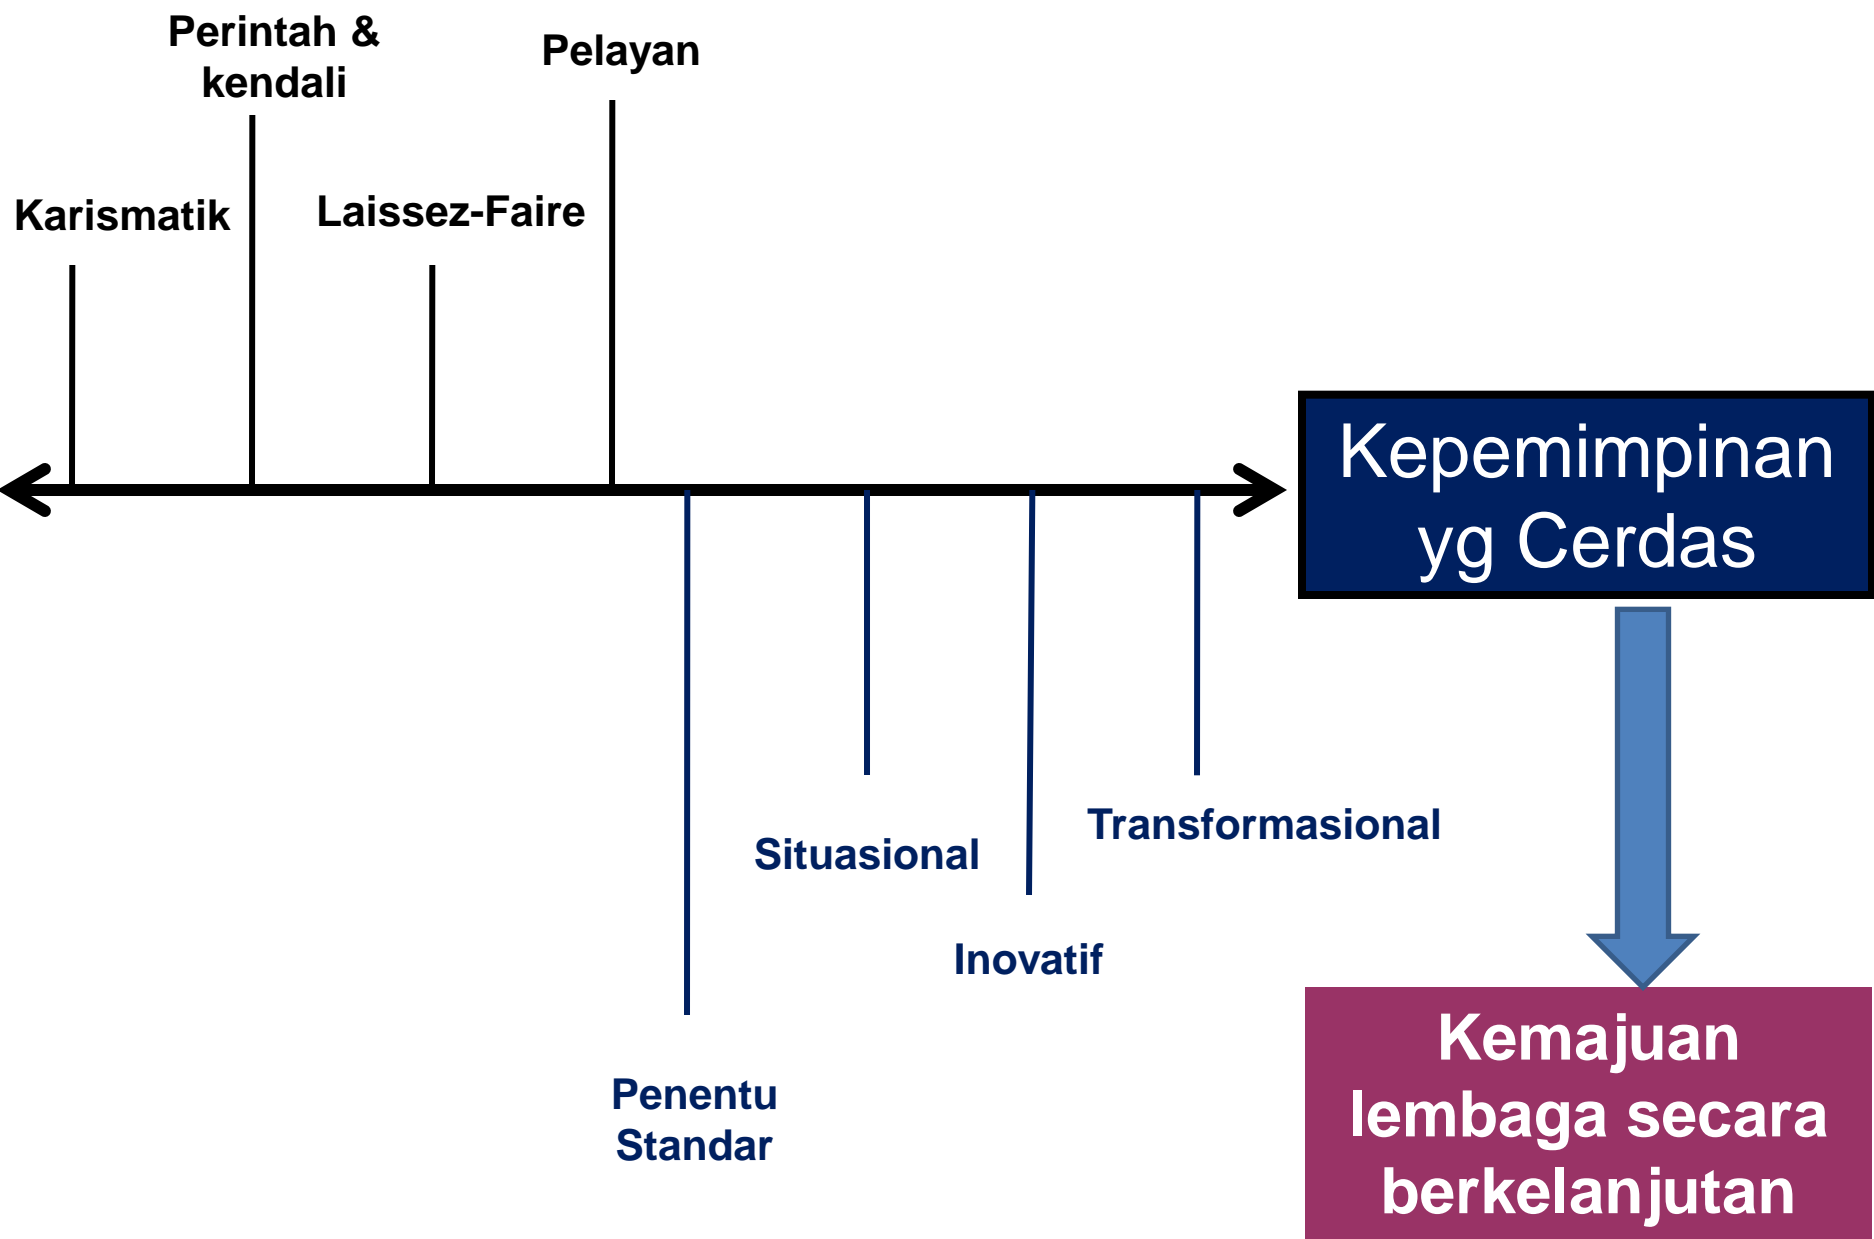 Perintah &
kendali
Pelayan
Karismatik
Laissez-Faire
Kepemimpinan
yg Cerdas
Transformasional
Situasional
Inovatif
Penentu
Standar
Kemajuan
lembaga secara
berkelanjutan